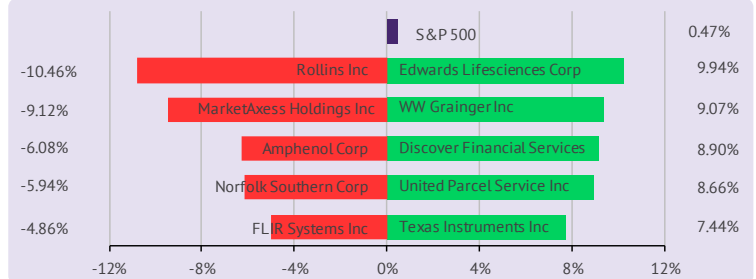 S&P 500 0.47%
-10.46% Rollins Inc Edwards Lifesciences Corp 9.94%
-9.12% MarketAxess Holdings Inc WW Grainger Inc 9.07%
-6.08% Amphenol Corp Discover Financial Services 8.90%
-5.94% Norfolk Southern Corp United Parcel Service Inc 8.66%
-4.86% FLIR Systems Inc Texas Instruments Inc 7.44%
-12% -8% -4% 0% 4% 8% 12%